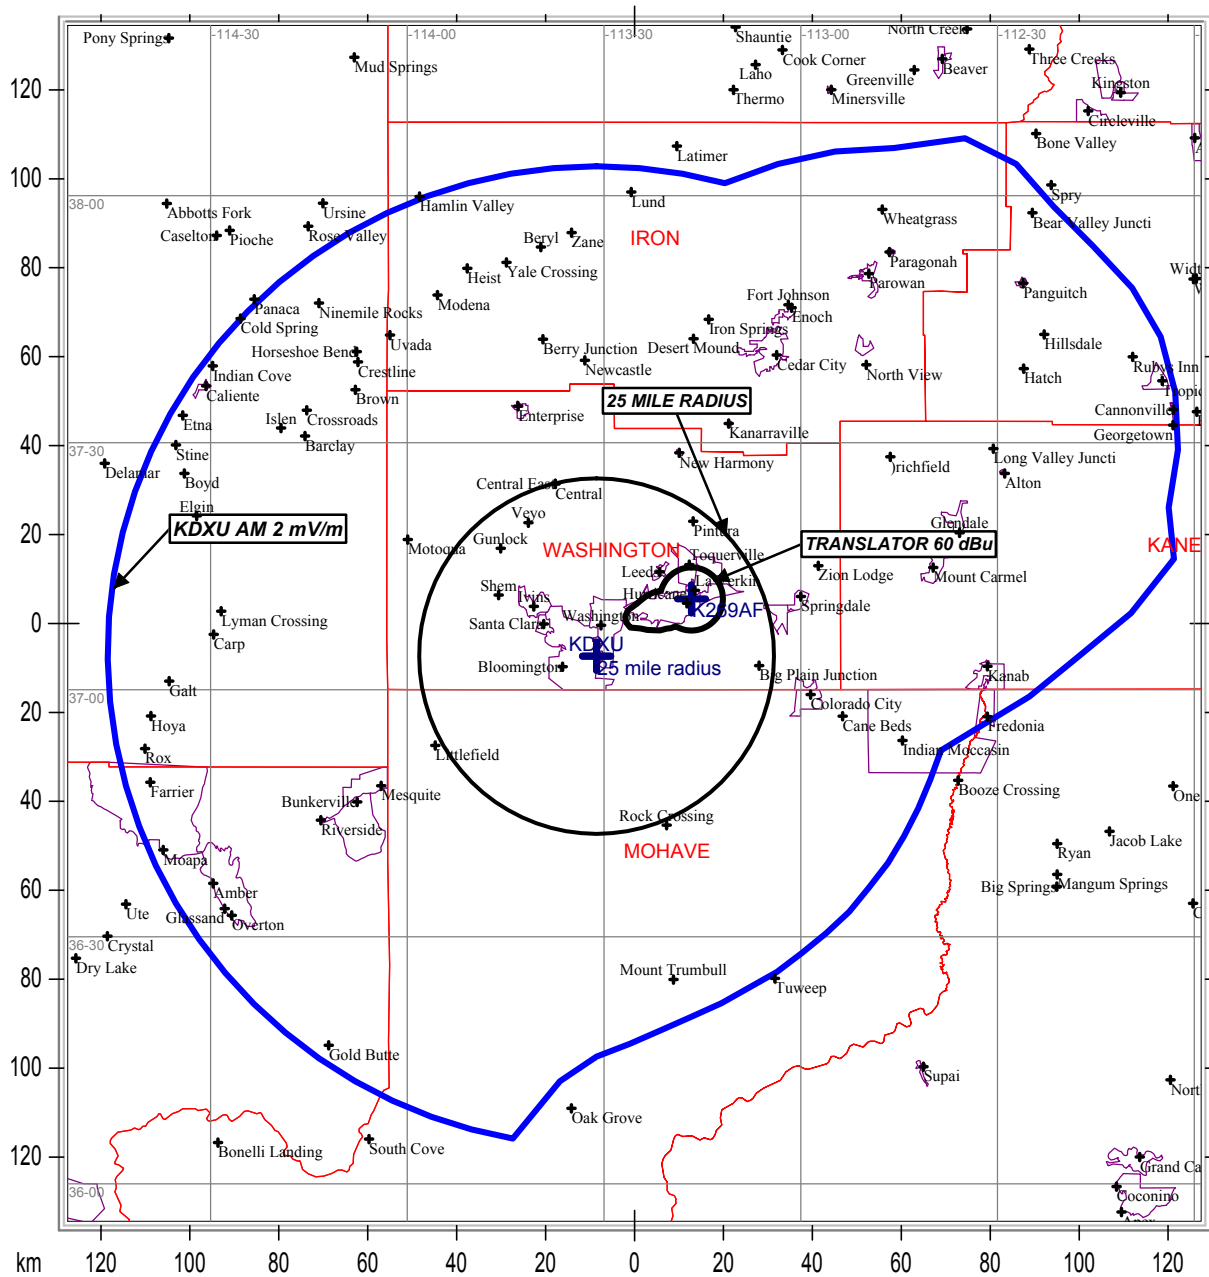 Pony Springs
-114-30
-114-00
-113-30
-113-00
-112-30
Shauntie
North Creek
Mud Springs
Cook Corner
Three Creeks
Laho
Greenville
Beaver
Kingston
120
Thermo
Minersville
Circleville
Bone Valley
Latimer
100
Spry
38-00
Abbotts Fork
Ursine
Hamlin Valley
Lund
Wheatgrass
Bear Valley Juncti
Caselton
Pioche
Rose Valley
Beryl
Zane
IRON
80
Heist
Yale Crossing
Paragonah
Parowan
Panguitch
Modena
Fort Johnson
Enoch
Panaca
Ninemile Rocks
Cold Spring
Iron Springs
60
Horseshoe Bend
Uvada
Berry Junction
Desert Mound
Hillsdale
Crestline
Newcastle
Cedar City
North View
Hatch
Rubys Inn
Indian Cove
Caliente
Brown
25 MILE RADIUS
Tropic
Etna
Islen
Crossroads
Enterprise
Kanarraville
Cannonville
Georgetown
40
37-30
Barclay
Stine
New Harmony
Long Valley Juncti
Delamar
Boyd
Central East
Central
Alton
Elgin
20
KDXU AM 2 mV/m
Veyo
Pintura
Glendale
Motoqua
Gunlock
WASHINGTON
TRANSLATOR 60 dBu
KANE
Toquerville
Leeds
Zion Lodge
Mount Carmel
Shem
La Verkin
Ivins
Hurricane
Springdale
K269AF
0
Lyman Crossing
Santa Clara
Washington
Carp
KDXU
Bloomington
25 mile radius
Big Plain Junction
Kanab
37-00
Galt
20
Hoya
Colorado City
Cane Beds
Fredonia
Rox
Littlefield
Indian Moccasin
Farrier
Mesquite
Booze Crossing
One
40
Bunkerville
Riverside
Rock Crossing
MOHAVE
Jacob Lake
Moapa
Ryan
60
Amber
Big Springs
Mangum Springs
Ute
Glassand
Overton
36-30
Crystal
Dry Lake
80
Mount Trumbull
Tuweep
Gold Butte
100
Supai
Nort
Oak Grove
120
Bonelli Landing
South Cove
Grand Ca
36-00
Coconino
km
120
100
80
60
40
20
0
20
40
60
80
100
120